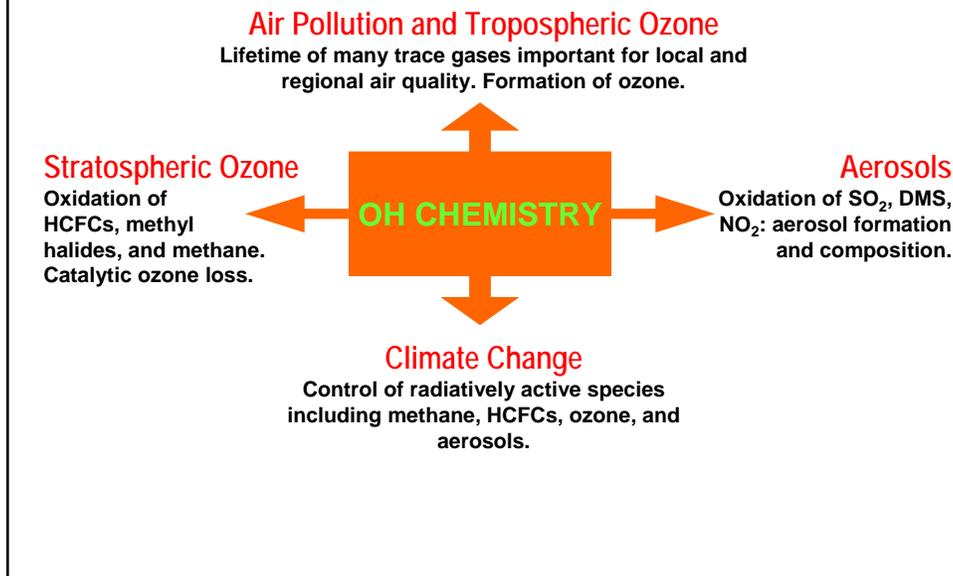 Air Pollution and Tropospheric Ozone
Lifetime of many trace gases important for local and
regional air quality. Formation of ozone.
Stratospheric Ozone
Oxidation of
HCFCs, methyl
halides, and methane.
Catalytic ozone loss.
OH CHEMISTRY
Aerosols
Oxidation of SO₂, DMS,
NO₂: aerosol formation
and composition.
Climate Change
Control of radiatively active species
including methane, HCFCs, ozone, and
aerosols.